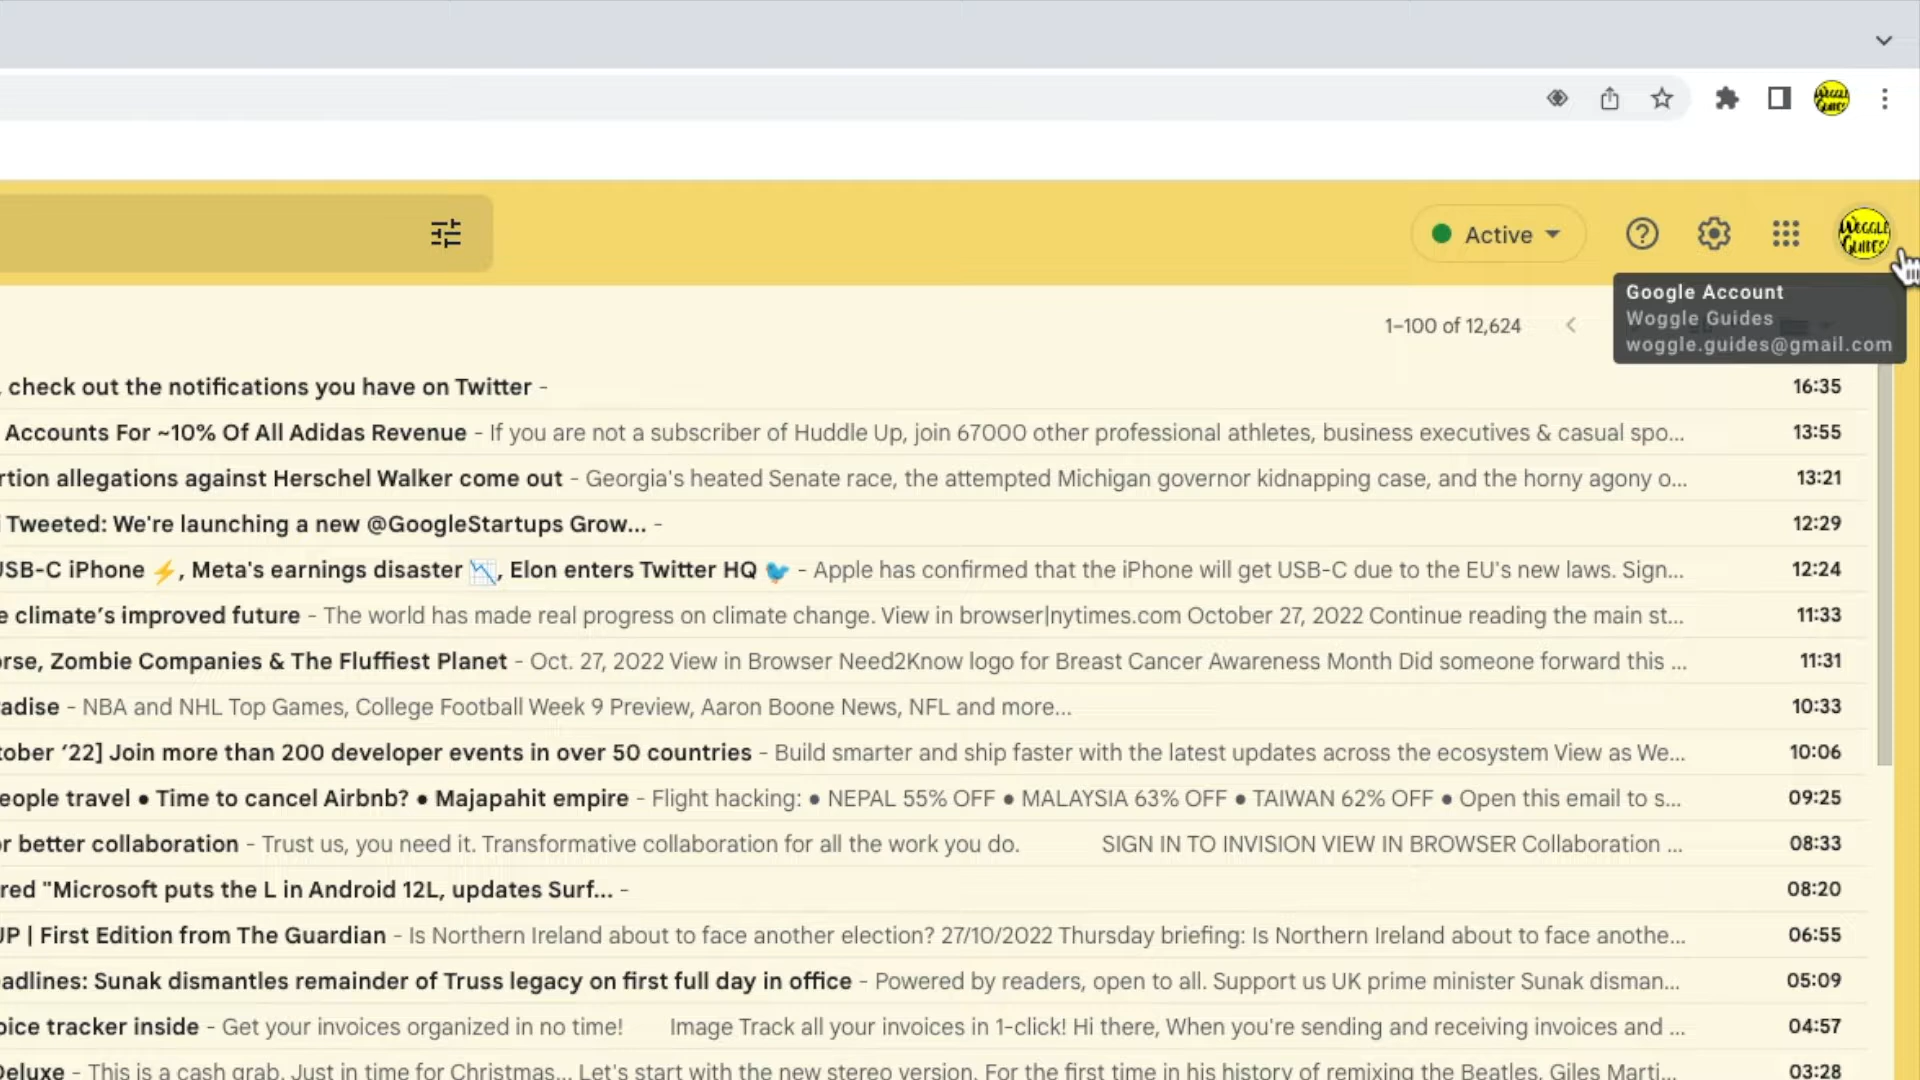 WOGGLE
GUIDES
Active
WOGGLE
GUIDES
Google Account
Woggle Guides
woggle.guides@gmail.com
1–100 of 12,624
, check out the notifications you have on Twitter -
16:35
Accounts For ~10% Of All Adidas Revenue - If you are not a subscriber of Huddle Up, join 67000 other professional athletes, business executives & casual spo...
13:55
rtion allegations against Herschel Walker come out - Georgia's heated Senate race, the attempted Michigan governor kidnapping case, and the horny agony o...
13:21
Tweeted: We're launching a new @GoogleStartups Grow... -
12:29
USB-C iPhone ⚡, Meta's earnings disaster 📉, Elon enters Twitter HQ 🐦 - Apple has confirmed that the iPhone will get USB-C due to the EU's new laws. Sign...
12:24
e climate’s improved future - The world has made real progress on climate change. View in browser|nytimes.com October 27, 2022 Continue reading the main st...
11:33
orse, Zombie Companies & The Fluffiest Planet - Oct. 27, 2022 View in Browser Need2Know logo for Breast Cancer Awareness Month Did someone forward this ...
11:31
adise - NBA and NHL Top Games, College Football Week 9 Preview, Aaron Boone News, NFL and more...
10:33
tober ‘22] Join more than 200 developer events in over 50 countries - Build smarter and ship faster with the latest updates across the ecosystem View as We...
10:06
eople travel ● Time to cancel Airbnb? ● Majapahit empire - Flight hacking: ● NEPAL 55% OFF ● MALAYSIA 63% OFF ● TAIWAN 62% OFF ● Open this email to s...
09:25
or better collaboration - Trust us, you need it. Transformative collaboration for all the work you do. SIGN IN TO INVISION VIEW IN BROWSER Collaboration ...
08:33
red "Microsoft puts the L in Android 12L, updates Surf... -
08:20
UP | First Edition from The Guardian - Is Northern Ireland about to face another election? 27/10/2022 Thursday briefing: Is Northern Ireland about to face anothe...
06:55
eadlines: Sunak dismantles remainder of Truss legacy on first full day in office - Powered by readers, open to all. Support us UK prime minister Sunak disman...
05:09
oice tracker inside - Get your invoices organized in no time! Image Track all your invoices in 1-click! Hi there, When you're sending and receiving invoices and ...
04:57
Deluxe - This is a cash grab. Just in time for Christmas... Let's start with the new stereo version. For the first time in his history of remixing the Beatles, Giles Marti...
03:28